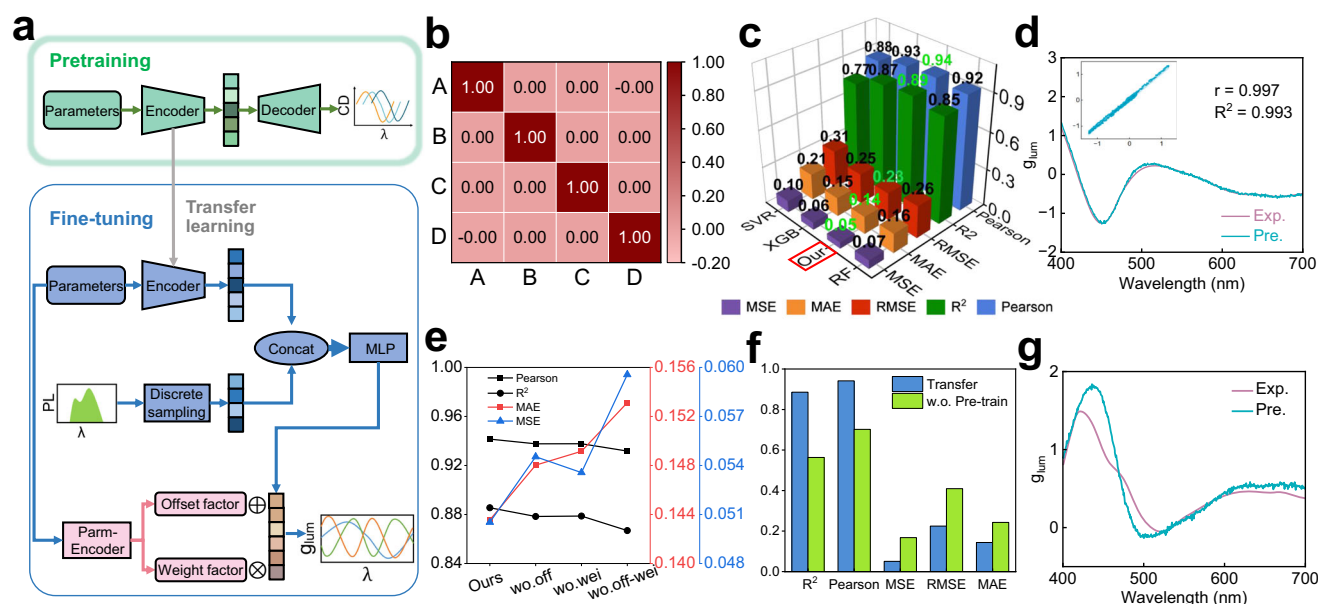 a
Pretraining
Parameters
Encoder
Decoder
CD
λ
Fine-tuning
Transfer
learning
Parameters
Encoder
Concat
MLP
PL
λ
Discrete
sampling
Parm-
Encoder
Offset factor
Weight factor
g_lum
λ
b
A
B
C
D
1.00 0.00 0.00 -0.00
0.00 1.00 0.00 0.00
0.00 0.00 1.00 0.00
-0.00 0.00 0.00 1.00
A B C D
1.00
0.80
0.60
0.40
0.20
0.00
-0.20
c
0.88 0.93 0.94 0.92
0.77 0.87 0.89 0.85
0.31 0.25 0.23 0.26
0.21 0.15 0.14 0.16
0.10 0.06 0.05 0.07
0.9
0.6
0.3
0.0
SVR
XGB
Our
RF
MSE
MAE
RMSE
R2
Pearson
MSE MAE RMSE R² Pearson
d
r = 0.997
R² = 0.993
1
0
-1
-1 0 1
3
2
1
0
−1
−2
g_lum
Exp.
Pre.
400 500 600 700
Wavelength (nm)
e
1.00
0.96
0.92
0.88
0.84
Pearson
R²
MAE
MSE
0.156
0.152
0.148
0.144
0.140
0.060
0.057
0.054
0.051
0.048
Ours
wo.off
wo.wei
wo.off-wei
f
1.0
0.8
0.6
0.4
0.2
0.0
Transfer
w.o. Pre-train
R² Pearson MSE RMSE MAE
g
2
1
0
g_lum
Exp.
Pre.
400 500 600 700
Wavelength (nm)